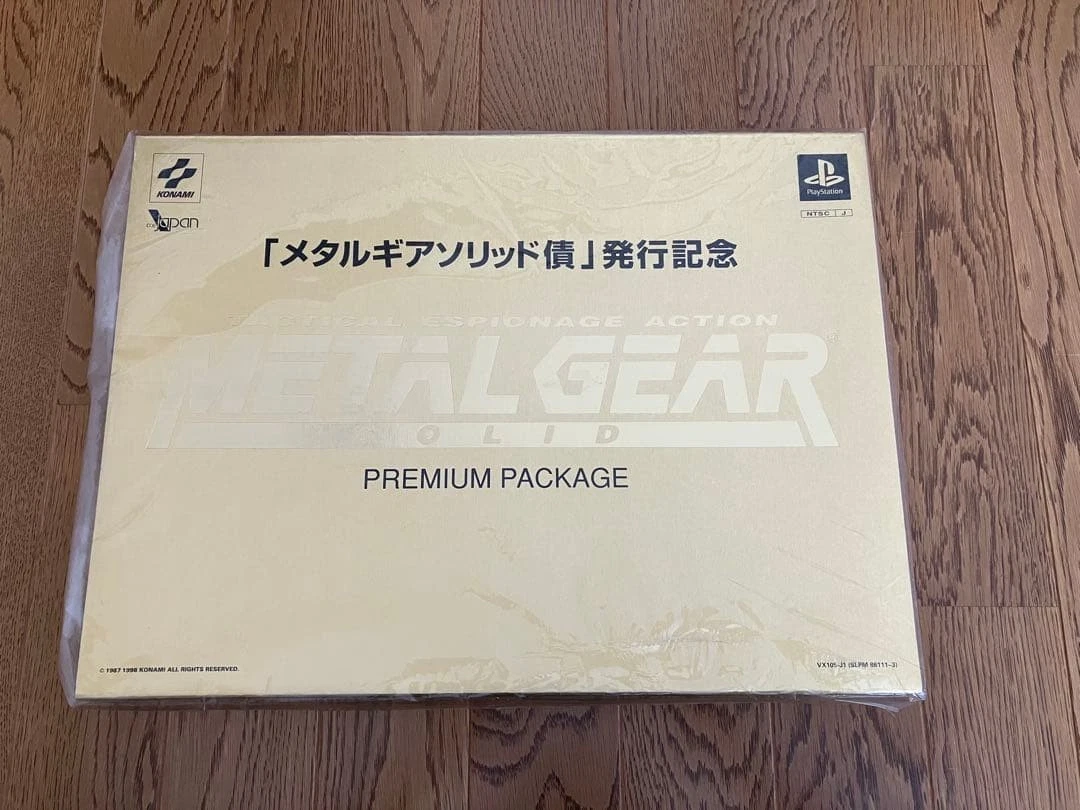 KONAMI
Japan
PlayStation
NTSC J
「メタルギアソリッド債」発行記念
TACTICAL ESPIONAGE ACTION
METAL GEAR
SOLID
PREMIUM PACKAGE
© 1987 1998 KONAMI ALL RIGHTS RESERVED.
VX105-J1 (SLPM 86111~3)